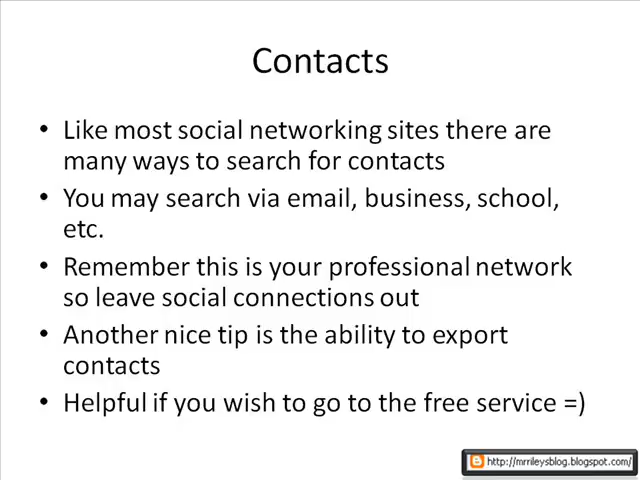 Contacts
• Like most social networking sites there are
many ways to search for contacts
• You may search via email, business, school,
etc.
• Remember this is your professional network
so leave social connections out
• Another nice tip is the ability to export
contacts
• Helpful if you wish to go to the free service =)
http://mrrileysblog.blogspot.com/